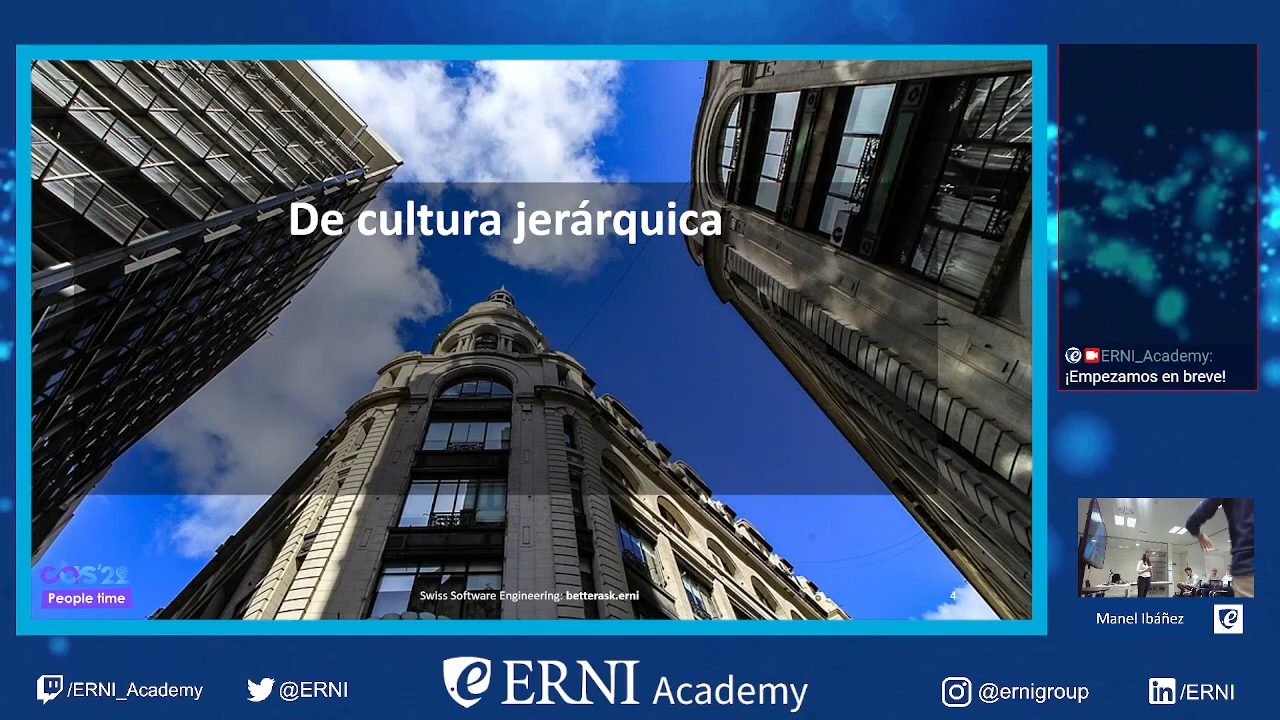 De cultura jerárquica
CAS'22
People time
Swiss Software Engineering: betterask.erni
4
ERNI_Academy:
¡Empezamos en breve!
Manel Ibáñez
/ERNI_Academy
@ERNI
ERNI Academy
@ernigroup
/ERNI